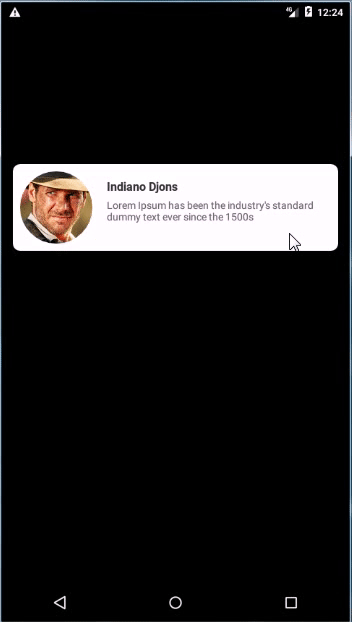 4G 12:24
Indiano Djons
Lorem Ipsum has been the industry's standard
dummy text ever since the 1500s